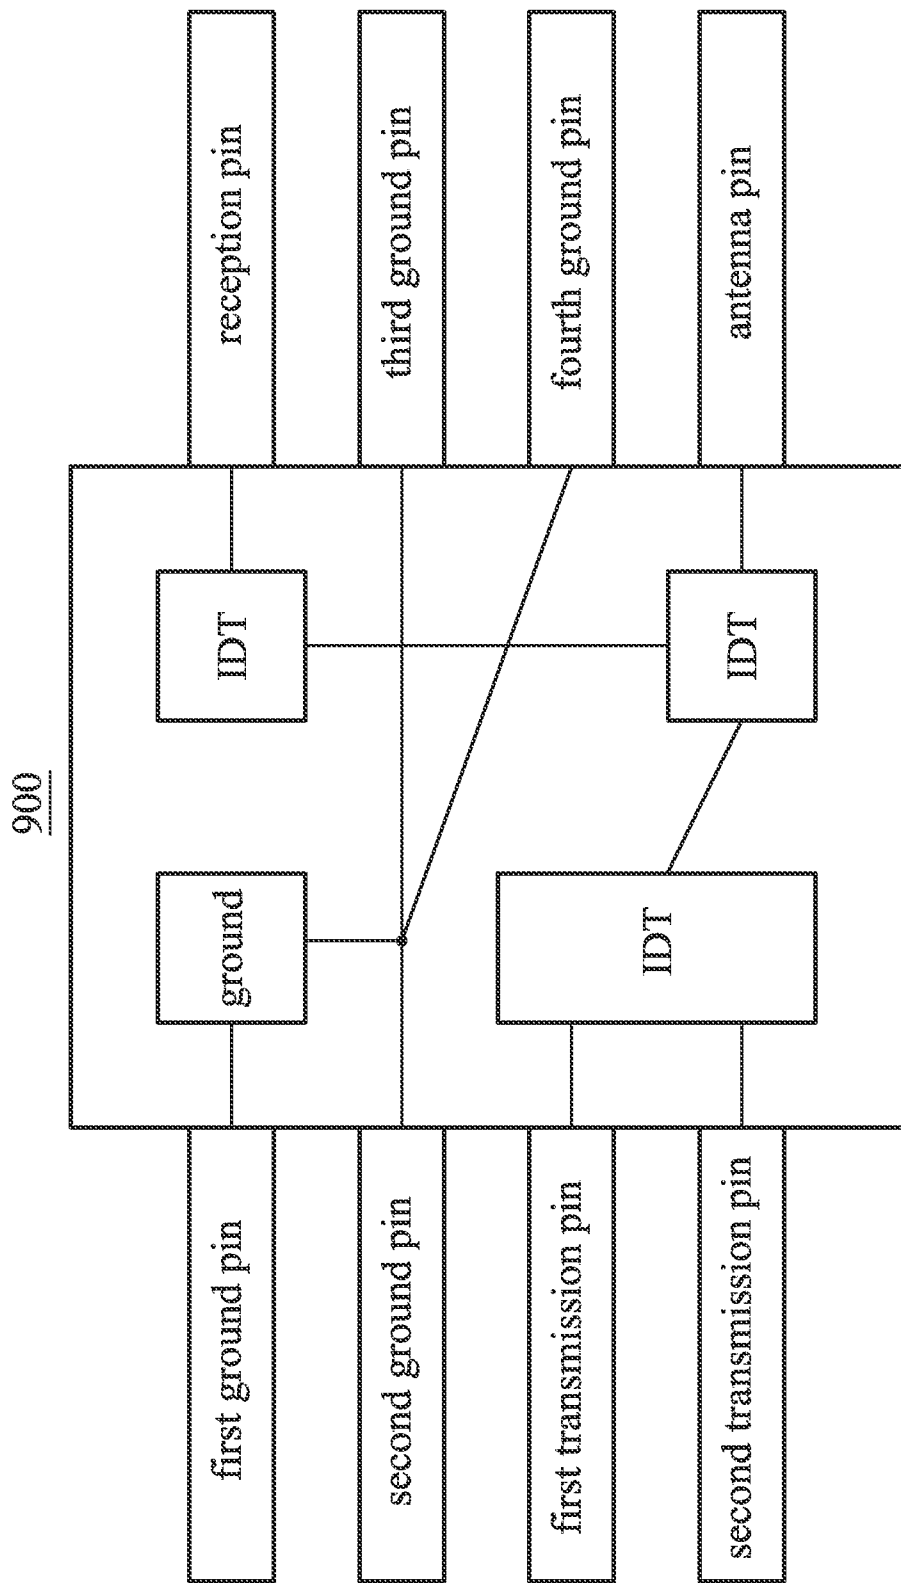 900
first ground pin
second ground pin
first transmission pin
second transmission pin
ground
IDT
IDT
IDT
reception pin
third ground pin
fourth ground pin
antenna pin